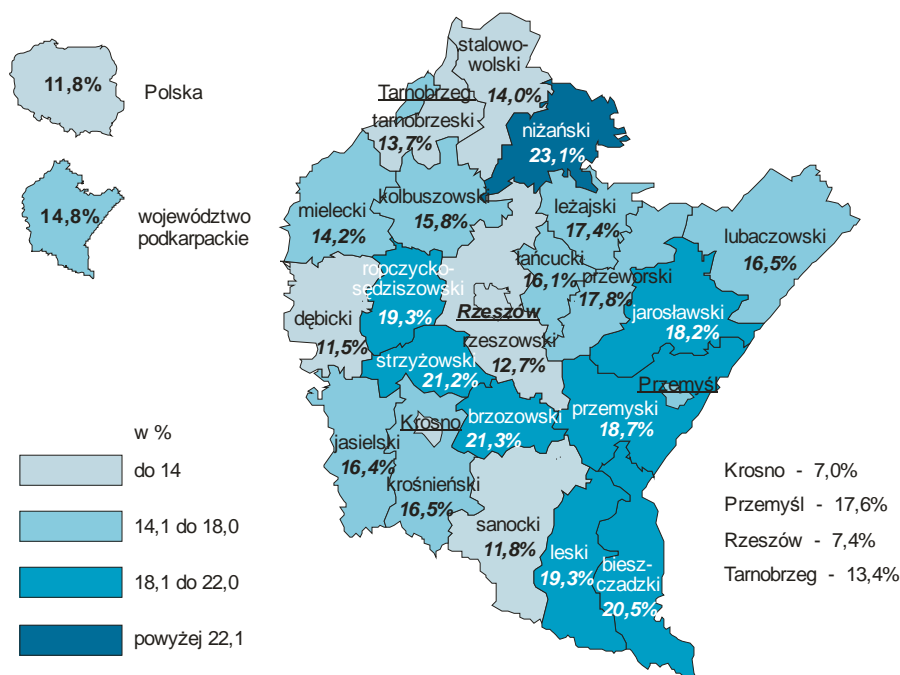 11,8%
Polska
14,8%
województwo
podkarpackie
stalowo-
wolski
14,0%
Tarnobrzeg
tarnobrzeski
13,7%
niżański
23,1%
kolbuszowski
15,8%
mielecki
14,2%
leżajski
17,4%
lubaczowski
16,5%
łańcucki
16,1%
przeworski
17,8%
ropczycko-
sędziszowski
19,3%
jarosławski
18,2%
dębicki
11,5%
Rzeszów
rzeszowski
12,7%
strzyżowski
21,2%
Przemyśl
przemyski
18,7%
brzozowski
21,3%
Krosno
jasielski
16,4%
krośnieński
16,5%
sanocki
11,8%
leski
19,3%
biesz-
czadzki
20,5%
w %
do 14
14,1 do 18,0
18,1 do 22,0
powyżej 22,1
Krosno - 7,0%
Przemyśl - 17,6%
Rzeszów - 7,4%
Tarnobrzeg - 13,4%